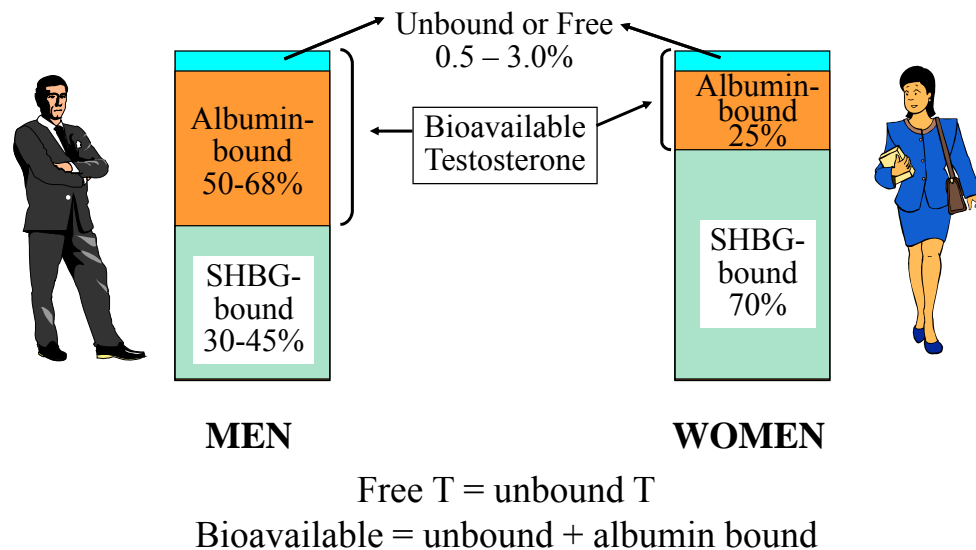 Unbound or Free
0.5 – 3.0%
Albumin-
bound
50-68%
Bioavailable
Testosterone
Albumin-
bound
25%
SHBG-
bound
30-45%
SHBG-
bound
70%
MEN
WOMEN
Free T = unbound T
Bioavailable = unbound + albumin bound